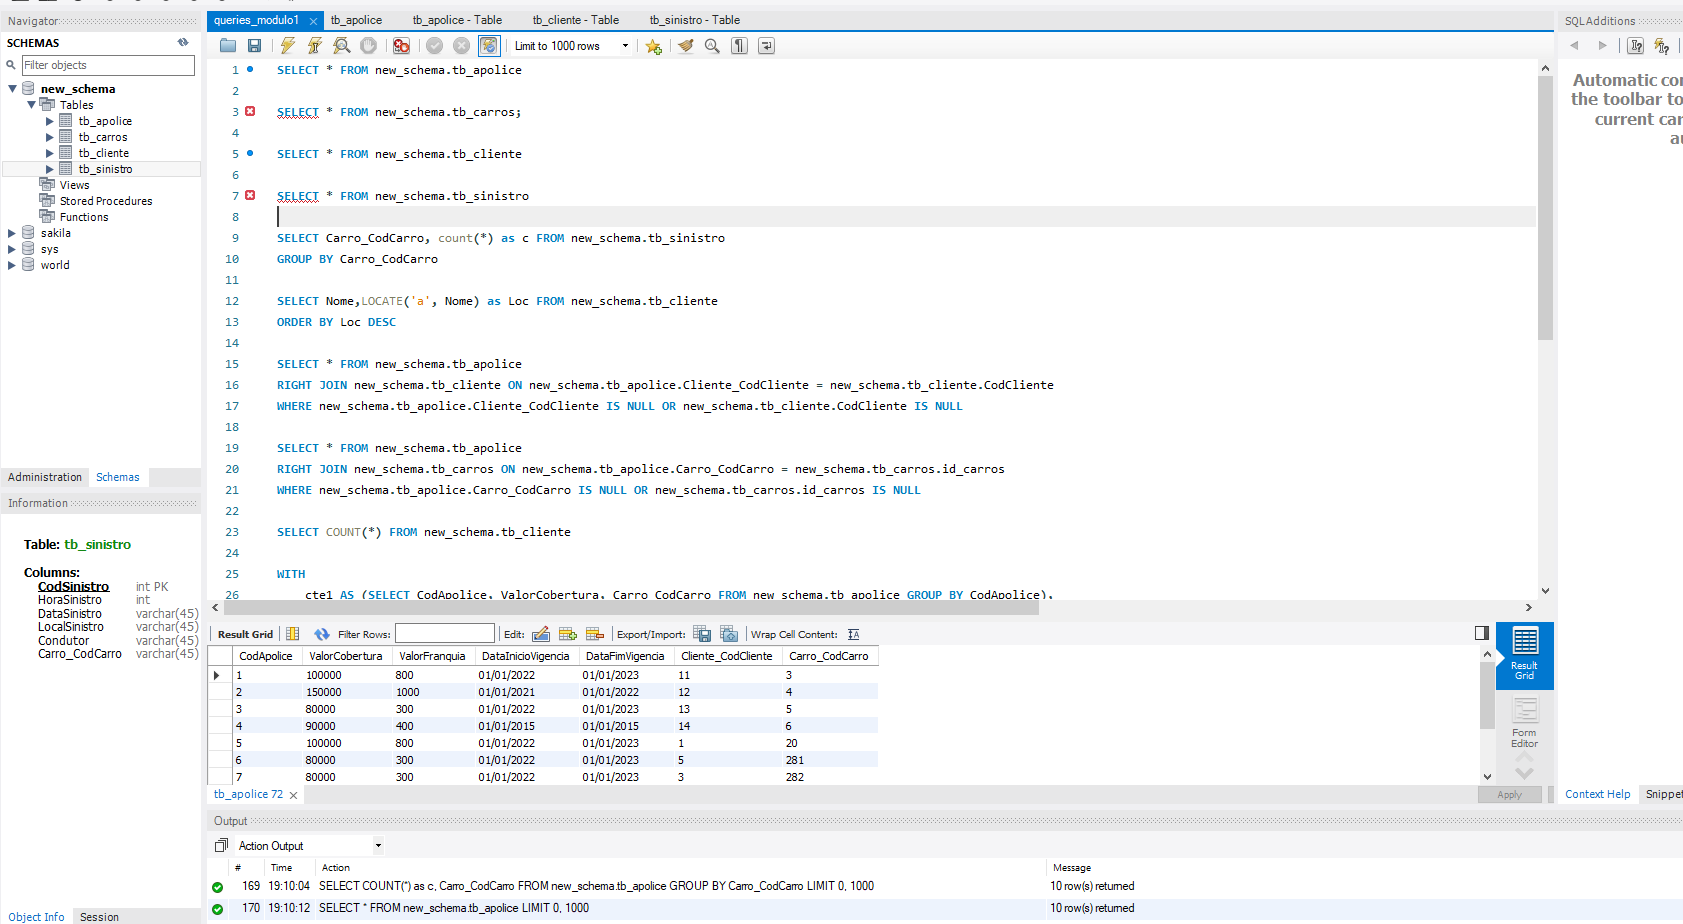 Navigator
SCHEMAS
Filter objects
new_schema
Tables
tb_apolice
tb_carros
tb_cliente
tb_sinistro
Views
Stored Procedures
Functions
sakila
sys
world
Administration Schemas
Information
Table: tb_sinistro
Columns:
CodSinistro int PK
HoraSinistro int
DataSinistro varchar(45)
LocalSinistro varchar(45)
Condutor varchar(45)
Carro_CodCarro varchar(45)
Object Info Session
queries_modulo1 tb_apolice tb_apolice - Table tb_cliente - Table tb_sinistro - Table
Limit to 1000 rows
1 SELECT * FROM new_schema.tb_apolice
2
3 SELECT * FROM new_schema.tb_carros;
4
5 SELECT * FROM new_schema.tb_cliente
6
7 SELECT * FROM new_schema.tb_sinistro
8
9 SELECT Carro_CodCarro, count(*) as c FROM new_schema.tb_sinistro
10 GROUP BY Carro_CodCarro
11
12 SELECT Nome,LOCATE('a', Nome) as Loc FROM new_schema.tb_cliente
13 ORDER BY Loc DESC
14
15 SELECT * FROM new_schema.tb_apolice
16 RIGHT JOIN new_schema.tb_cliente ON new_schema.tb_apolice.Cliente_CodCliente = new_schema.tb_cliente.CodCliente
17 WHERE new_schema.tb_apolice.Cliente_CodCliente IS NULL OR new_schema.tb_cliente.CodCliente IS NULL
18
19 SELECT * FROM new_schema.tb_apolice
20 RIGHT JOIN new_schema.tb_carros ON new_schema.tb_apolice.Carro_CodCarro = new_schema.tb_carros.id_carros
21 WHERE new_schema.tb_apolice.Carro_CodCarro IS NULL OR new_schema.tb_carros.id_carros IS NULL
22
23 SELECT COUNT(*) FROM new_schema.tb_cliente
24
25 WITH
26 cte1 AS (SELECT CodApolice, ValorCobertura, Carro_CodCarro FROM new_schema.tb_apolice GROUP BY CodApolice),
Result Grid Filter Rows: Edit: Export/Import: Wrap Cell Content: IA
CodApolice ValorCobertura ValorFranquia DataInicioVigencia DataFimVigencia Cliente_CodCliente Carro_CodCarro
1 100000 800 01/01/2022 01/01/2023 11 3
2 150000 1000 01/01/2021 01/01/2022 12 4
3 80000 300 01/01/2022 01/01/2023 13 5
4 90000 400 01/01/2015 01/01/2015 14 6
5 100000 800 01/01/2022 01/01/2023 1 20
6 80000 300 01/01/2022 01/01/2023 5 281
7 80000 300 01/01/2022 01/01/2023 3 282
tb_apolice 72
Result
Grid
Form
Editor
Apply
Output
Action Output
# Time Action Message
169 19:10:04 SELECT COUNT(*) as c, Carro_CodCarro FROM new_schema.tb_apolice GROUP BY Carro_CodCarro LIMIT 0, 1000 10 row(s) returned
170 19:10:12 SELECT * FROM new_schema.tb_apolice LIMIT 0, 1000 10 row(s) returned
SQLAdditions
Automatic cor
the toolbar to
current car
au
Context Help Snippet